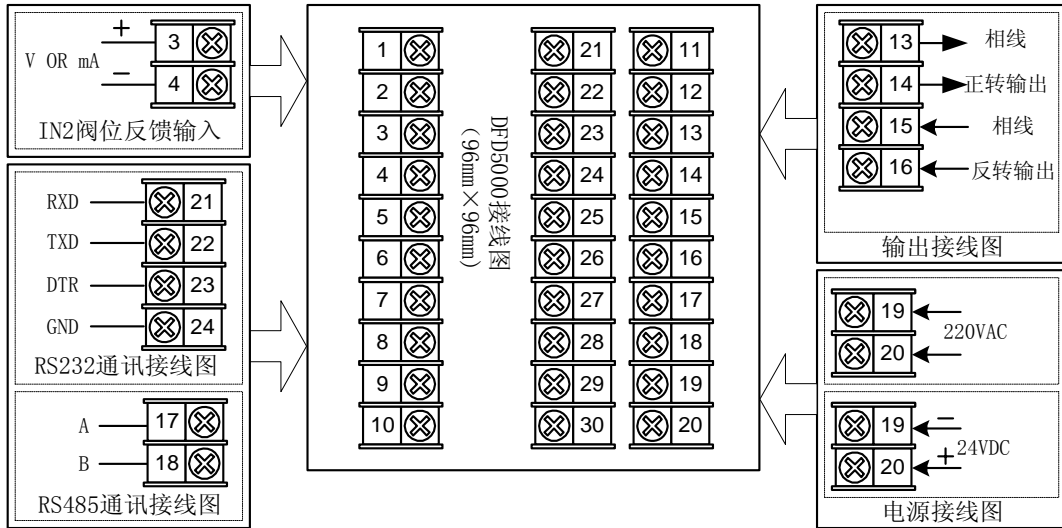 +
3
V OR mA
−
4
IN2阀位反馈输入
RXD
21
TXD
22
DTR
23
GND
24
RS232通讯接线图
A
17
B
18
RS485通讯接线图
1
2
3
4
5
6
7
8
9
10
DFD5000接线图
(96mm×96mm)
21
22
23
24
25
26
27
28
29
30
11
12
13
14
15
16
17
18
19
20
13
相线
14
正转输出
15
相线
16
反转输出
输出接线图
19
220VAC
20
19
−
24VDC
20
+
电源接线图